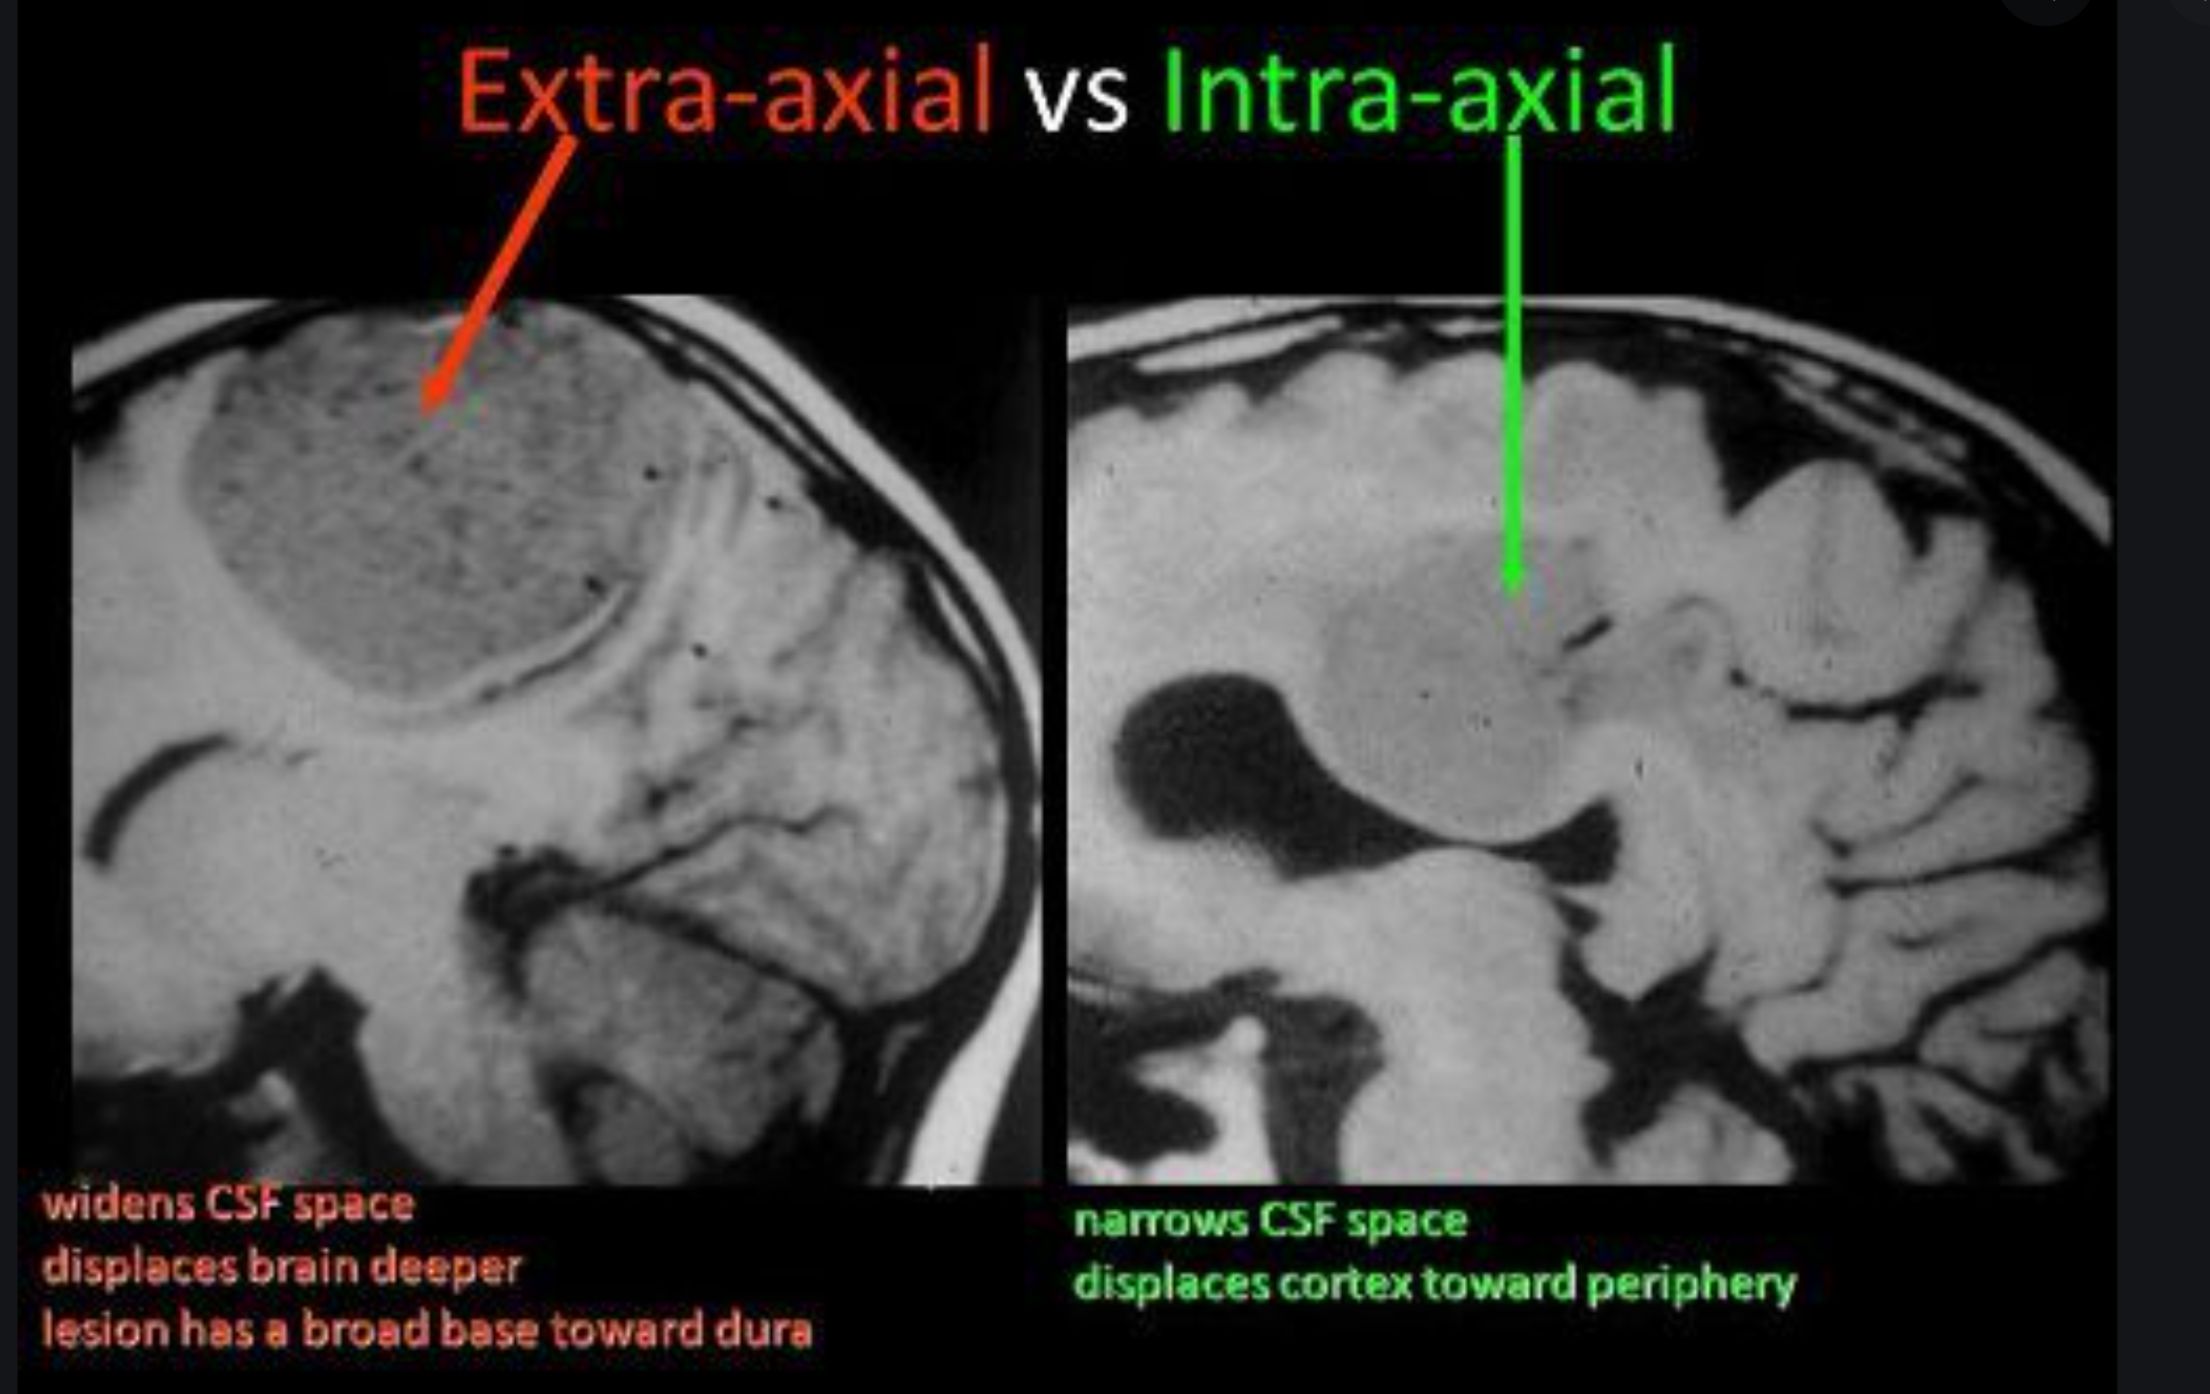 Extra-axial vs Intra-axial
widens CSF space
displaces brain deeper
lesion has a broad base toward dura
narrows CSF space
displaces cortex toward periphery